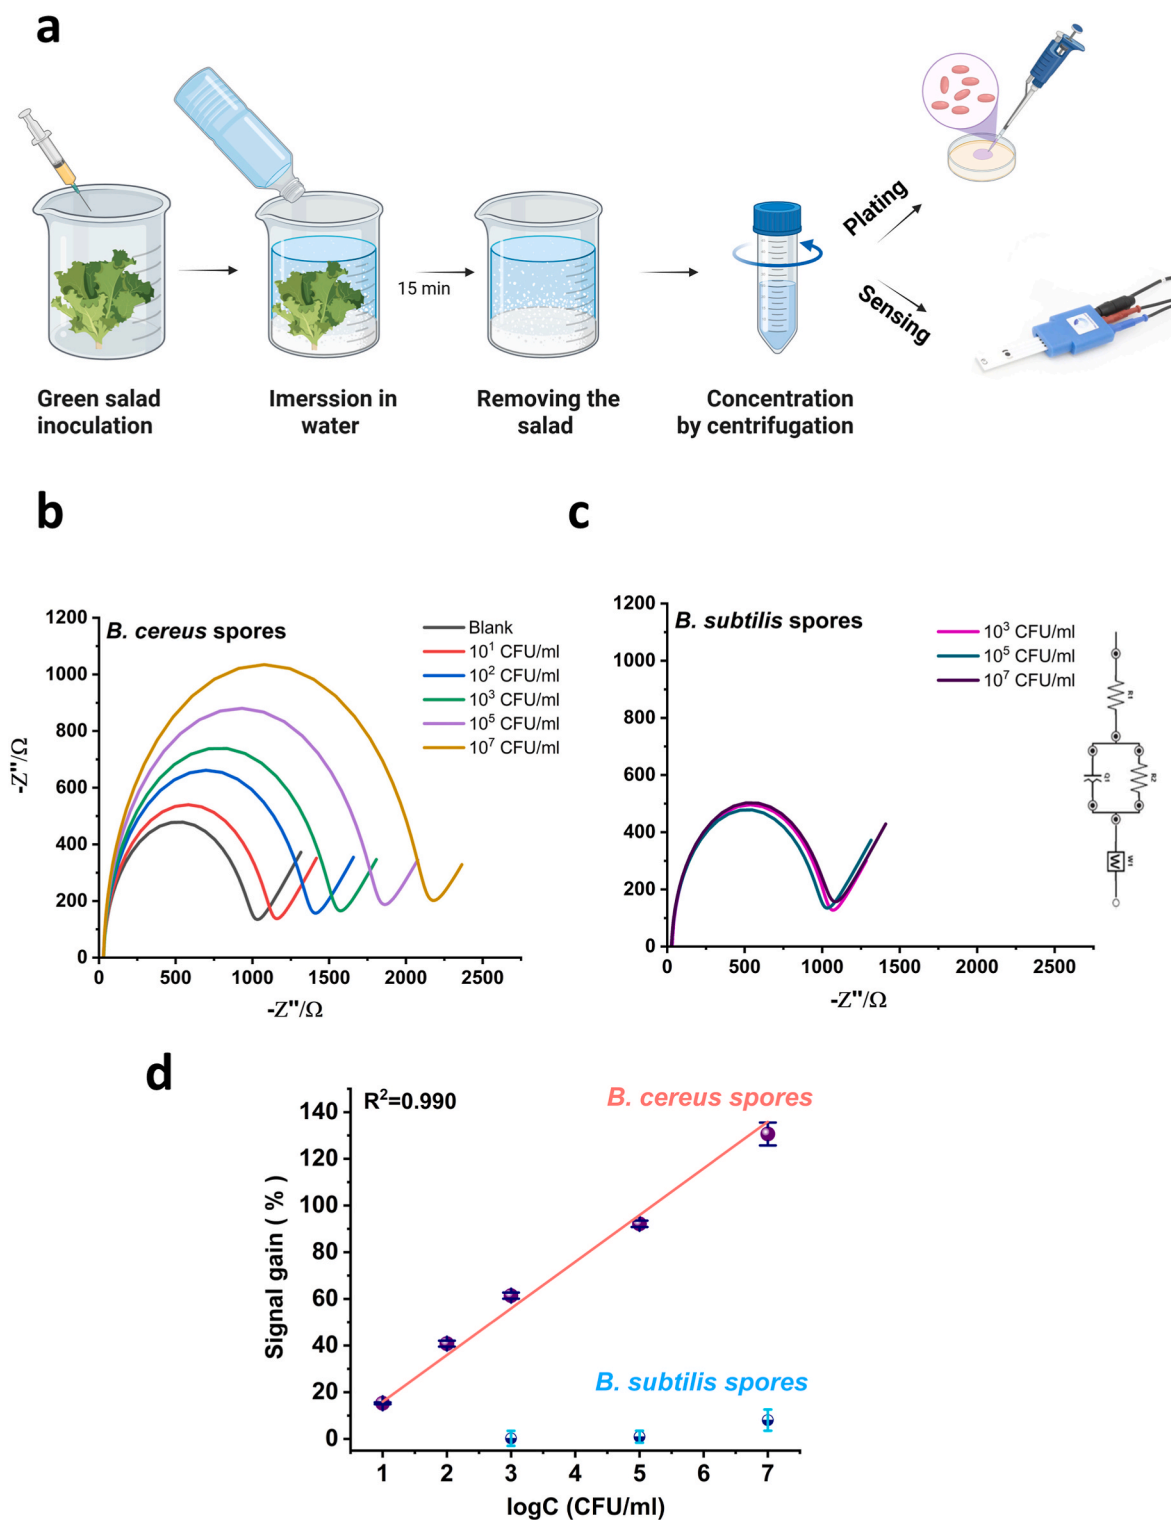 a
15 min
Plating
Sensing
Green salad
inoculation
Imerssion in
water
Removing the
salad
Concentration
by centrifugation
b
c
1200
1000
800
600
400
200
0
-Z"/Ω
B. cereus spores
Blank
10¹ CFU/ml
10² CFU/ml
10³ CFU/ml
10⁵ CFU/ml
10⁷ CFU/ml
0 500 1000 1500 2000 2500
-Z"/Ω
1200
1000
800
600
400
200
0
B. subtilis spores
10³ CFU/ml
10⁵ CFU/ml
10⁷ CFU/ml
0 500 1000 1500 2000 2500
-Z"/Ω
R1
Q1
R2
W1
W
d
R²=0.990
B. cereus spores
B. subtilis spores
Signal gain ( % )
140
120
100
80
60
40
20
0
1 2 3 4 5 6 7
logC (CFU/ml)